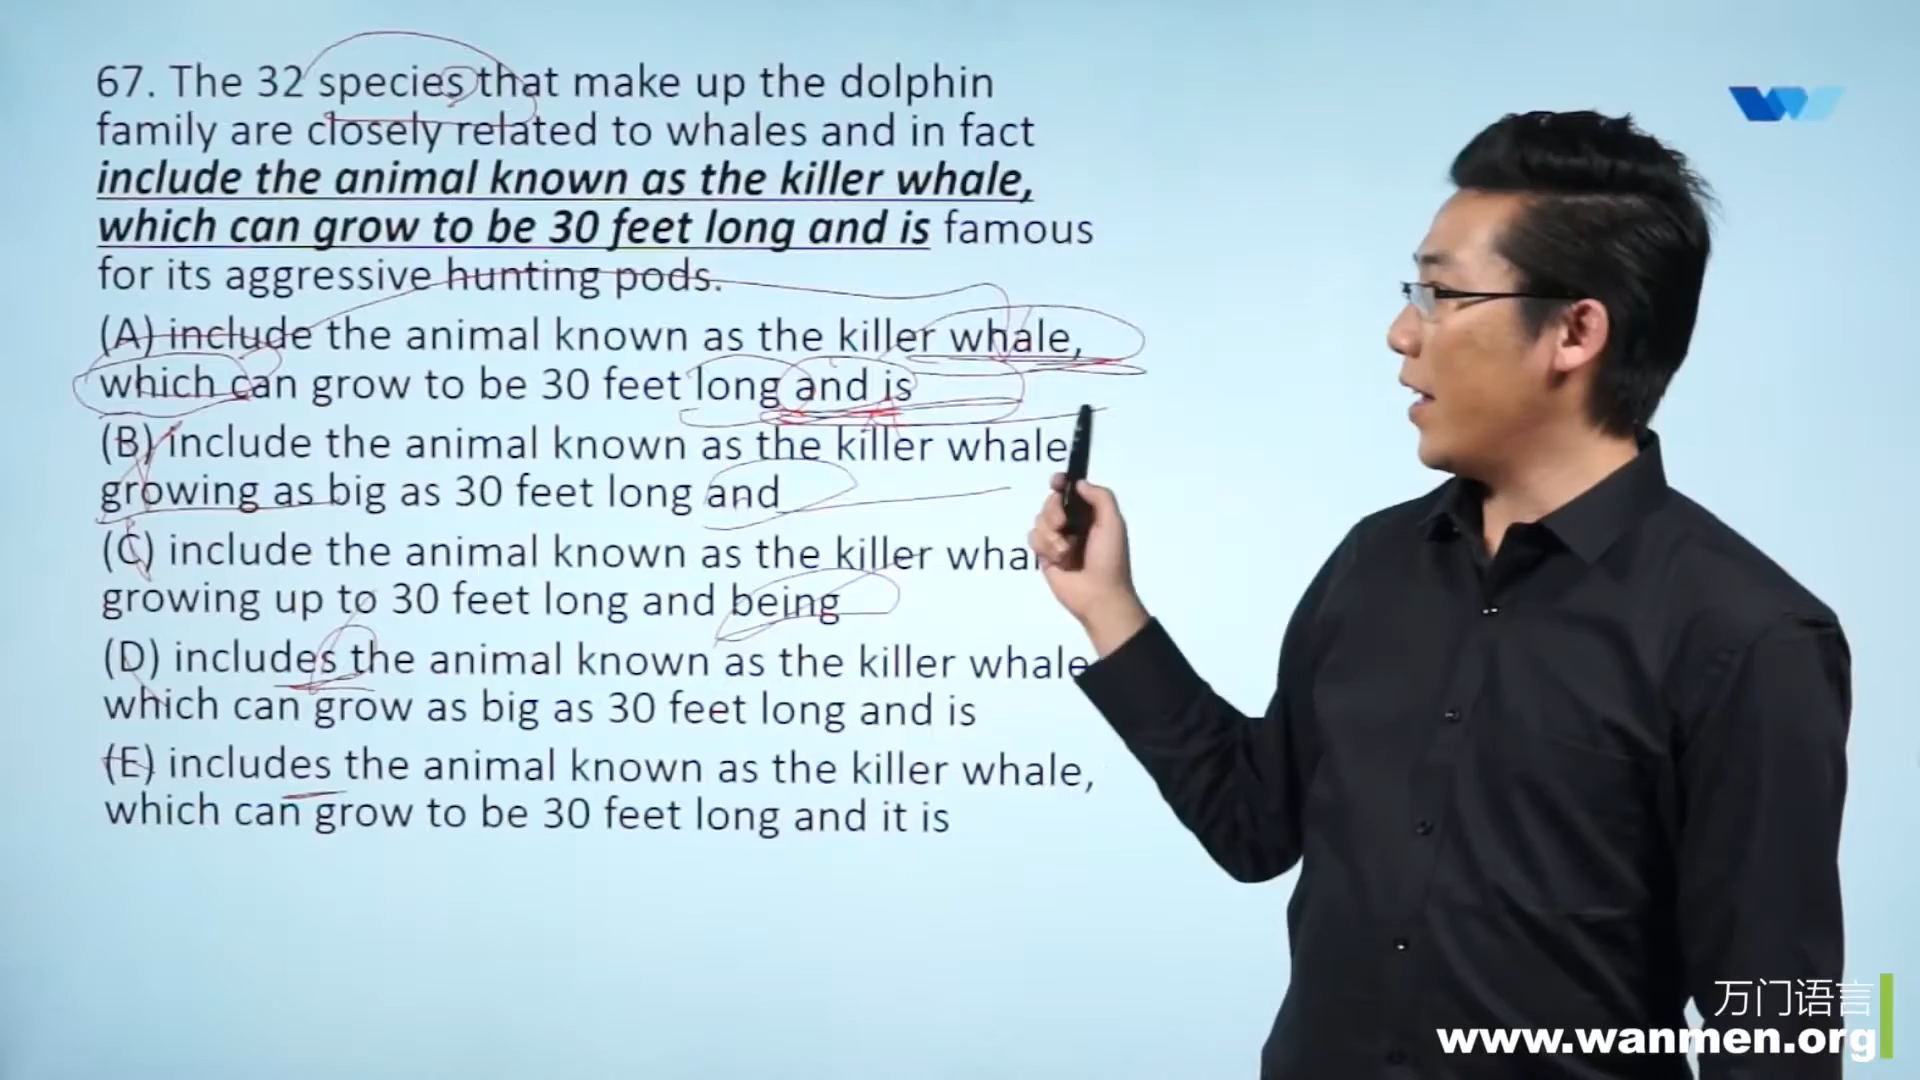 67. The 32 species that make up the dolphin
family are closely related to whales and in fact
include the animal known as the killer whale,
which can grow to be 30 feet long and is famous
for its aggressive hunting pods.
(A) include the animal known as the killer whale,
which can grow to be 30 feet long and is
(B) include the animal known as the killer whale
growing as big as 30 feet long and
(C) include the animal known as the killer
growing up to 30 feet long and being
(D) includes the animal known as the killer whale
which can grow as big as 30 feet long and is
(E) includes the animal known as the killer whale,
which can grow to be 30 feet long and it is
万门语言
www.wanmen.org